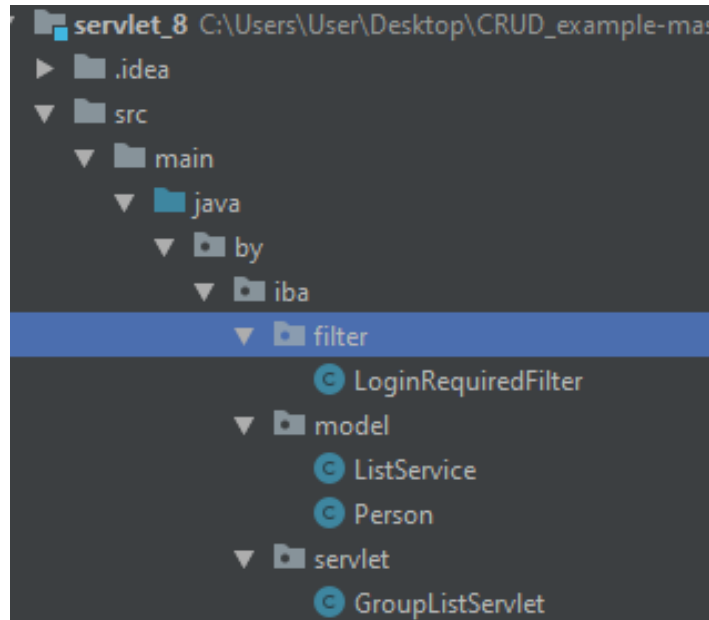 servlet_8 C:\Users\User\Desktop\CRUD_example-mas
.idea
src
main
java
by
iba
filter
LoginRequiredFilter
model
ListService
Person
servlet
GroupListServlet